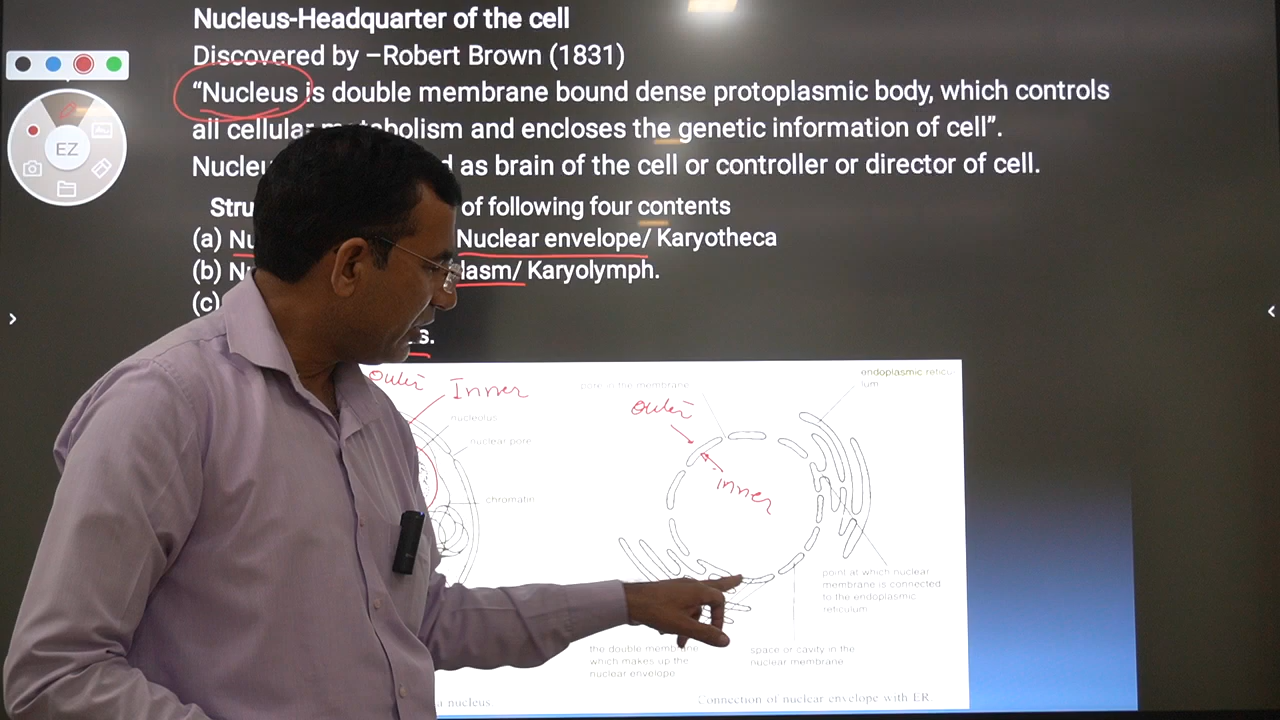 Nucleus-Headquarter of the cell
Discovered by –Robert Brown (1831)
“Nucleus is double membrane bound dense protoplasmic body, which controls
all cellular metabolism and encloses the genetic information of cell”.
as brain of the cell or controller or director of cell.
of following four contents
(a) Nuclear envelope/ Karyotheca
(b) Karyolymph.
(c)
EZ
outer Inner
nucleolus
nuclear pore
chromatin
a nucleus
pore in the membrane
endoplasmic reticu-
lum
outer
inner
point at which nuclear
membrane is connected
to the endoplasmic
reticulum
the double membrane
which makes up the
nuclear envelope
space or cavity in the
nuclear membrane
Connection of nuclear envelope with ER.